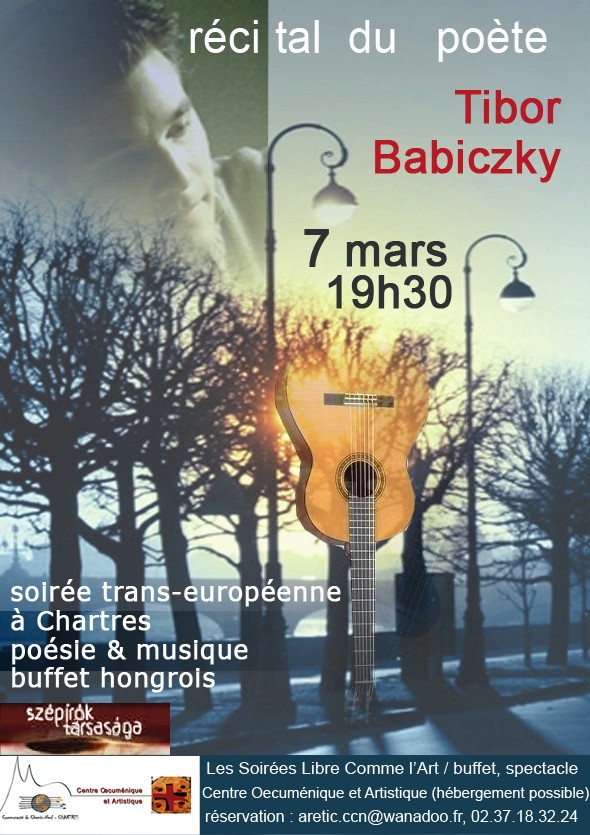 réci tal du poète
Tibor
Babiczky
7 mars
19h30
soirée trans-européenne
à Chartres
poésie & musique
buffet hongrois
szépírók
társasága
Les Soirées Libre Comme l'Art / buffet, spectacle
Centre Oecuménique
et Artistique
Centre Oecuménique et Artistique (hébergement possible)
réservation : aretic.ccn@wanadoo.fr, 02.37.18.32.24